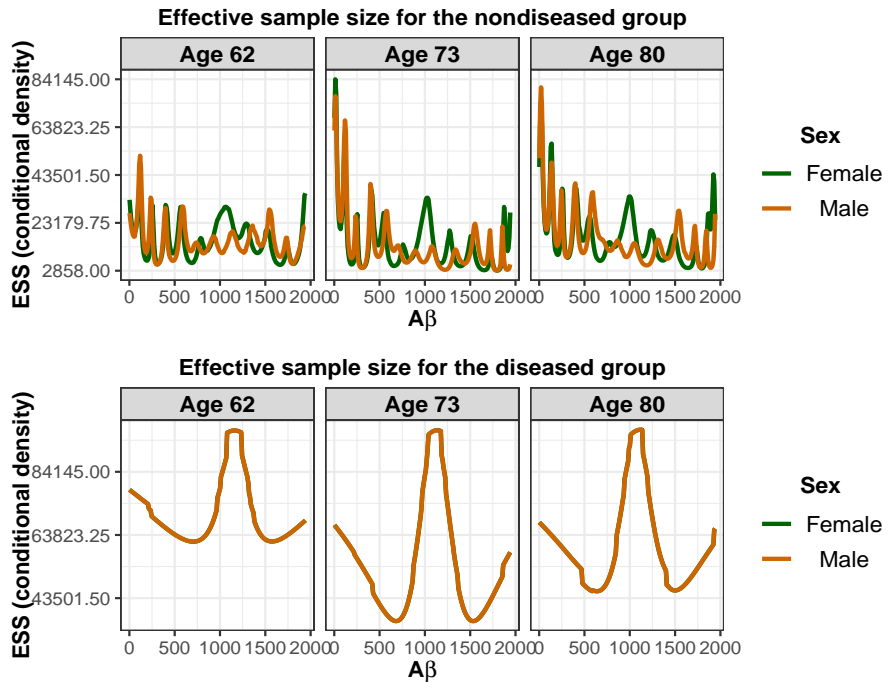 Effective sample size for the nondiseased group
Age 62 Age 73 Age 80
ESS (conditional density)
84145.00
63823.25
43501.50
23179.75
2858.00
0 500 1000 1500 2000 0 500 1000 1500 2000 0 500 1000 1500 2000
Aβ
Sex
Female
Male
Effective sample size for the diseased group
Age 62 Age 73 Age 80
ESS (conditional density)
84145.00
63823.25
43501.50
0 500 1000 1500 2000 0 500 1000 1500 2000 0 500 1000 1500 2000
Aβ
Sex
Female
Male